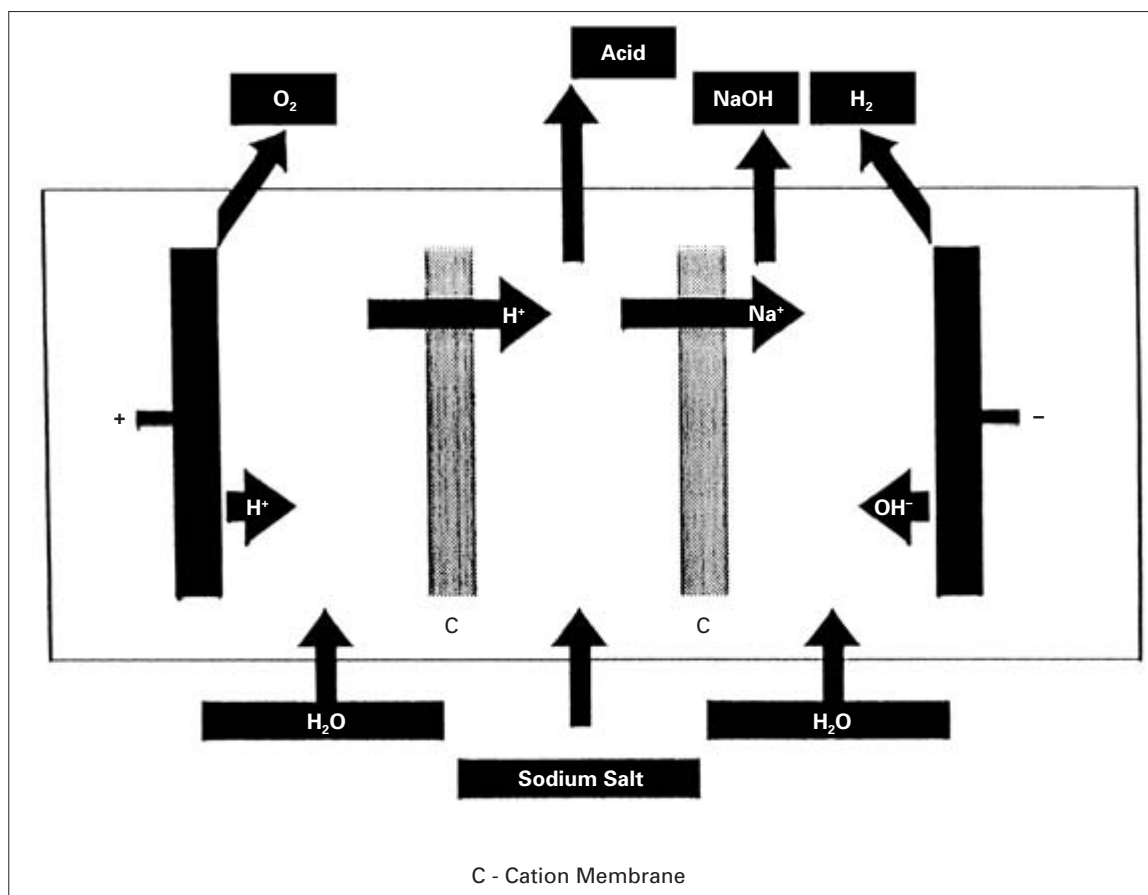 Acid
O₂
NaOH
H₂
H⁺
Na⁺
+
–
H⁺
OH⁻
C
C
H₂O
H₂O
Sodium Salt
C - Cation Membrane